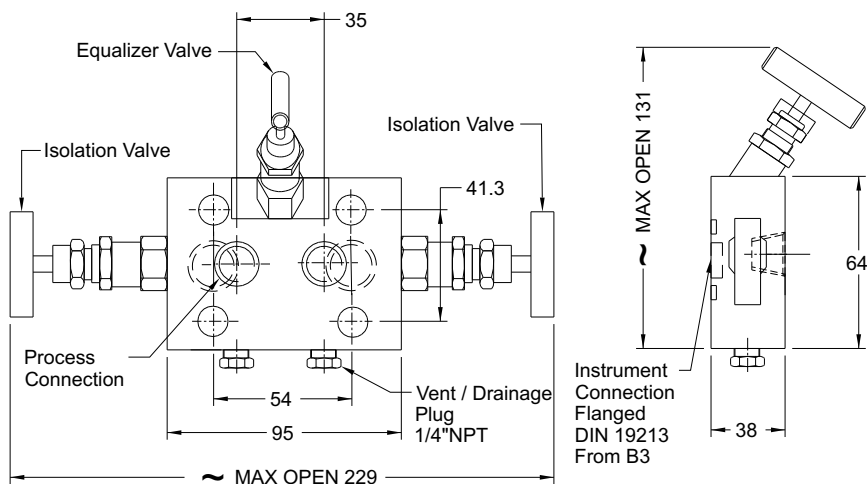 35
Equalizer Valve
Isolation Valve
Isolation Valve
41.3
Process
Connection
54
Vent / Drainage
Plug
1/4"NPT
95
~ MAX OPEN 229
~ MAX OPEN 131
64
Instrument
Connection
Flanged
DIN 19213
From B3
38